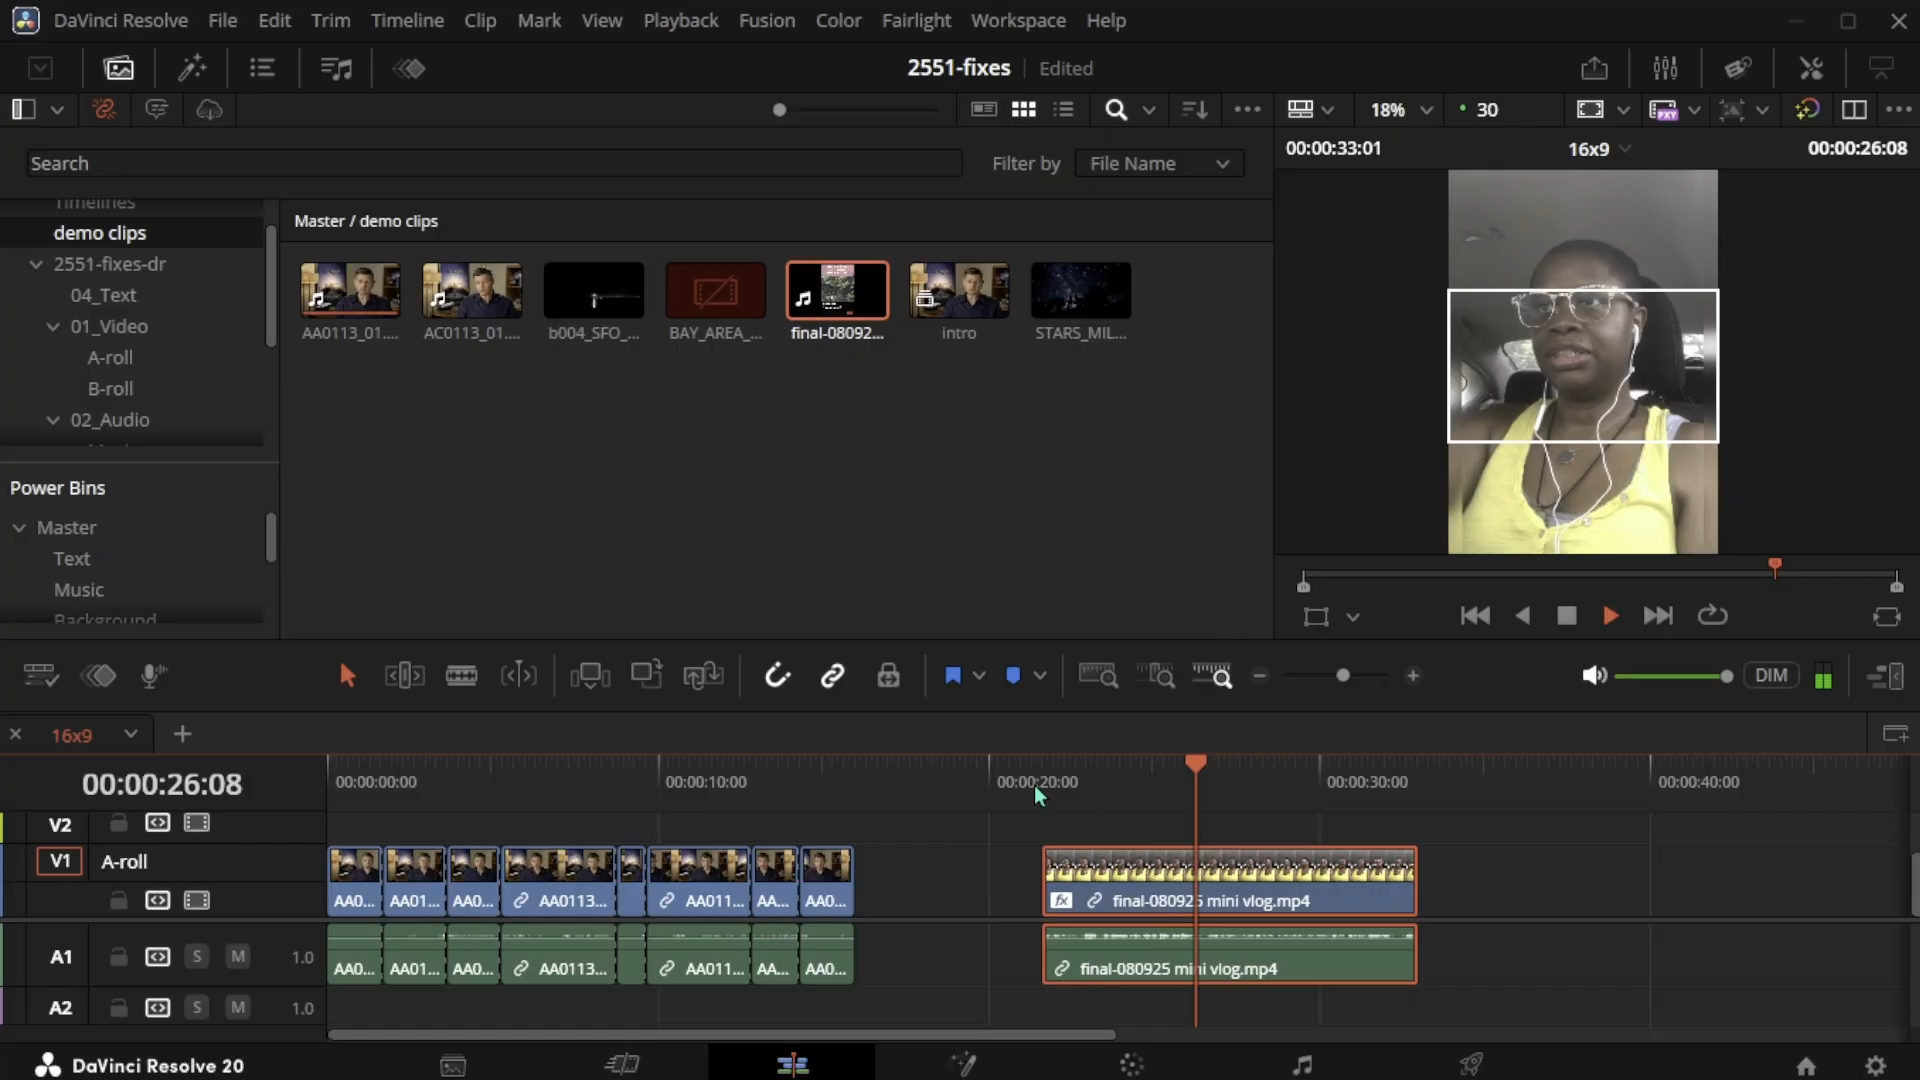 DaVinci Resolve File Edit Trim Timeline Clip Mark View Playback Fusion Color Fairlight Workspace Help
2551-fixes Edited
18% 30
PXY
Search Filter by File Name
00:00:33:01 16x9 00:00:26:08
Timelines
demo clips
2551-fixes-dr
04_Text
01_Video
A-roll
B-roll
02_Audio
Master / demo clips
AA0113_01.... AC0113_01.... b004_SFO_... BAY_AREA_... final-08092... intro STARS_MIL...
Power Bins
Master
Text
Music
Background
DIM
16x9
00:00:26:08 00:00:00:00 00:00:10:00 00:00:20:00 00:00:30:00 00:00:40:00
V2
V1 A-roll
AA0... AA01... AA0... AA0113... AA011... AA... AA0... fx final-080925 mini vlog.mp4
A1 S M 1.0
AA0... AA01... AA0... AA0113... AA011... AA... AA0... final-080925 mini vlog.mp4
A2 S M 1.0
DaVinci Resolve 20